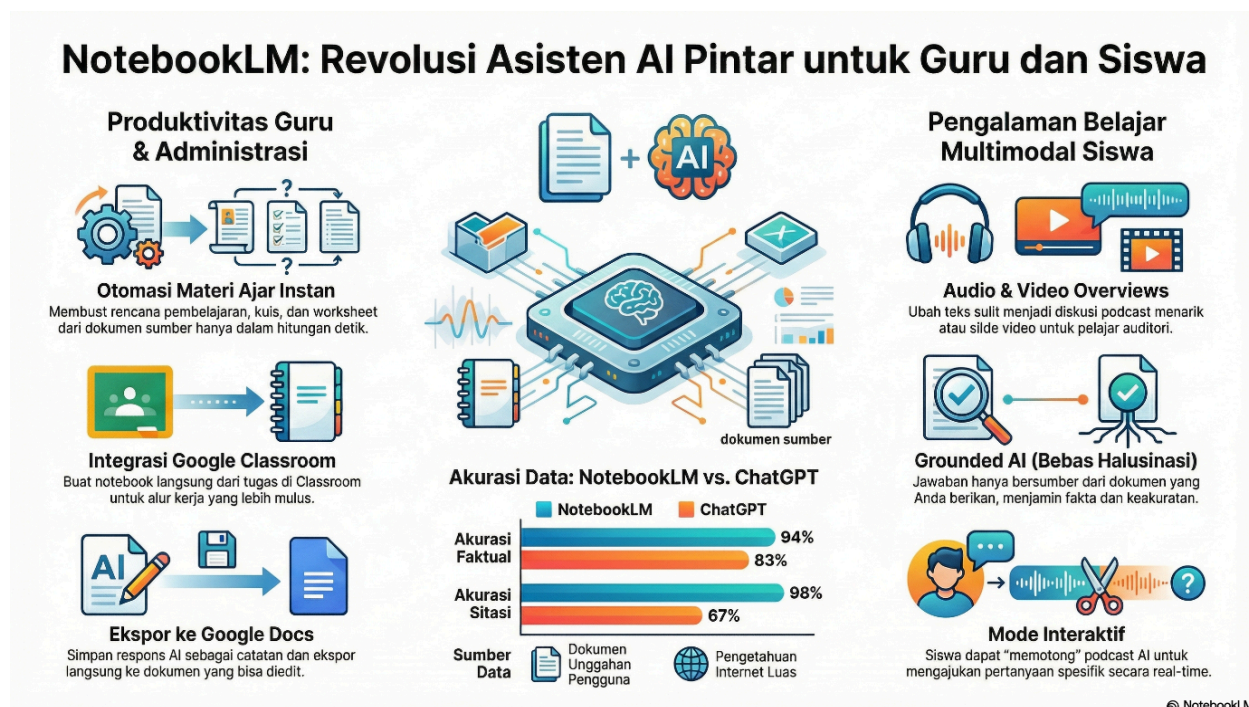 NotebookLM: Revolusi Asisten AI Pintar untuk Guru dan Siswa
Produktivitas Guru
& Administrasi
?
?
Otomasi Materi Ajar Instan
Membust rencana pembelajaran, kuis, dan worksheet
dari dokumen sumber hanya dalam hitungan detik.
Integrasi Google Classroom
Buat notebook langsung dari tugas di Classroom
untuk alur kerja yang lebih mulus.
AI
Ekspor ke Google Docs
Simpan respons AI sebagai catatan dan ekspor
langsung ke dokumen yang bisa diedit.
+
AI
dokumen sumber
Akurasi Data: NotebookLM vs. ChatGPT
NotebookLM
ChatGPT
Akurasi
Faktual
94%
83%
Akurasi
Sitasi
98%
67%
Sumber
Data
Dokumen
Unggahan
Pengguna
Pengetahuan
Internet Luas
Pengalaman Belajar
Multimodal Siswa
Audio & Video Overviews
Ubah teks sulit menjadi diskusi podcast menarik
atau silde video untuk pelajar auditori.
Grounded AI (Bebas Halusinasi)
Jawaban hanya bersumber dari dokumen yang
Anda berikan, menjamin fakta dan keakuratan.
?
Mode Interaktif
Siswa dapat “memotong” podcast AI untuk
mengajukan pertanyaan spesifik secara real-time.
NotebookLM